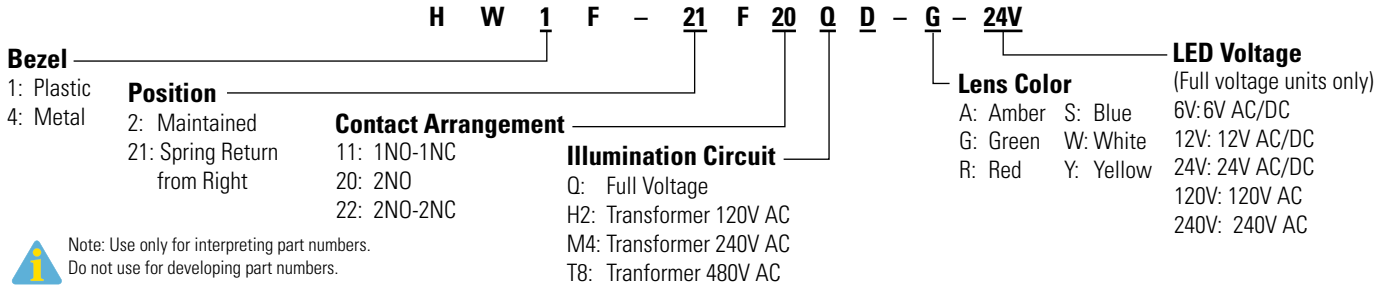 H W 1 F – 21 F 20 Q D – G – 24V
Bezel
1: Plastic
4: Metal
Position
2: Maintained
21: Spring Return
from Right
Contact Arrangement
11: 1NO-1NC
20: 2NO
22: 2NO-2NC
Illumination Circuit
Q: Full Voltage
H2: Transformer 120V AC
M4: Transformer 240V AC
T8: Tranformer 480V AC
Lens Color
A: Amber S: Blue
G: Green W: White
R: Red Y: Yellow
LED Voltage
(Full voltage units only)
6V: 6V AC/DC
12V: 12V AC/DC
24V: 24V AC/DC
120V: 120V AC
240V: 240V AC
Note: Use only for interpreting part numbers.
Do not use for developing part numbers.